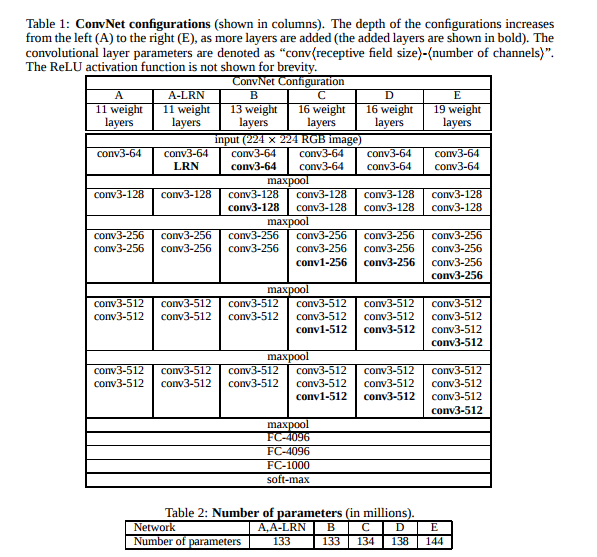 Table 1: ConvNet configurations (shown in columns). The depth of the configurations increases
from the left (A) to the right (E), as more layers are added (the added layers are shown in bold). The
convolutional layer parameters are denoted as “conv⟨receptive field size⟩-⟨number of channels⟩”.
The ReLU activation function is not shown for brevity.
ConvNet Configuration
A A-LRN B C D E
11 weight 11 weight 13 weight 16 weight 16 weight 19 weight
layers layers layers layers layers layers
input (224 × 224 RGB image)
conv3-64 conv3-64 conv3-64 conv3-64 conv3-64 conv3-64
LRN conv3-64 conv3-64 conv3-64 conv3-64
maxpool
conv3-128 conv3-128 conv3-128 conv3-128 conv3-128 conv3-128
conv3-128 conv3-128 conv3-128 conv3-128
maxpool
conv3-256 conv3-256 conv3-256 conv3-256 conv3-256 conv3-256
conv3-256 conv3-256 conv3-256 conv3-256 conv3-256 conv3-256
conv1-256 conv3-256 conv3-256
conv3-256
maxpool
conv3-512 conv3-512 conv3-512 conv3-512 conv3-512 conv3-512
conv3-512 conv3-512 conv3-512 conv3-512 conv3-512 conv3-512
conv1-512 conv3-512 conv3-512
conv3-512
maxpool
conv3-512 conv3-512 conv3-512 conv3-512 conv3-512 conv3-512
conv3-512 conv3-512 conv3-512 conv3-512 conv3-512 conv3-512
conv1-512 conv3-512 conv3-512
conv3-512
maxpool
FC-4096
FC-4096
FC-1000
soft-max
Table 2: Number of parameters (in millions).
Network A,A-LRN B C D E
Number of parameters 133 133 134 138 144